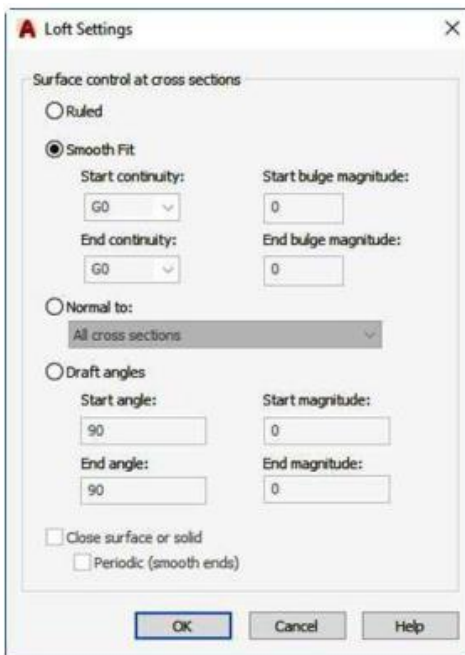 Loft Settings
Surface control at cross sections
Ruled
Smooth Fit
Start continuity: Start bulge magnitude:
G0 0
End continuity: End bulge magnitude:
G0 0
Normal to:
All cross sections
Draft angles
Start angle: Start magnitude:
90 0
End angle: End magnitude:
90 0
Close surface or solid
Periodic (smooth ends)
OK Cancel Help